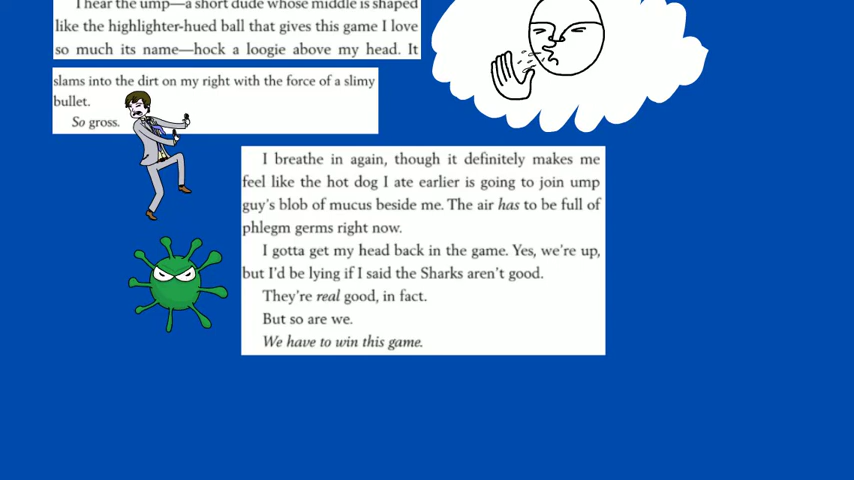 I hear the ump—a short dude whose middle is shaped
like the highlighter-hued ball that gives this game I love
so much its name—hock a loogie above my head. It
slams into the dirt on my right with the force of a slimy
bullet.
So gross.
I breathe in again, though it definitely makes me
feel like the hot dog I ate earlier is going to join ump
guy’s blob of mucus beside me. The air has to be full of
phlegm germs right now.
I gotta get my head back in the game. Yes, we’re up,
but I’d be lying if I said the Sharks aren’t good.
They’re real good, in fact.
But so are we.
We have to win this game.